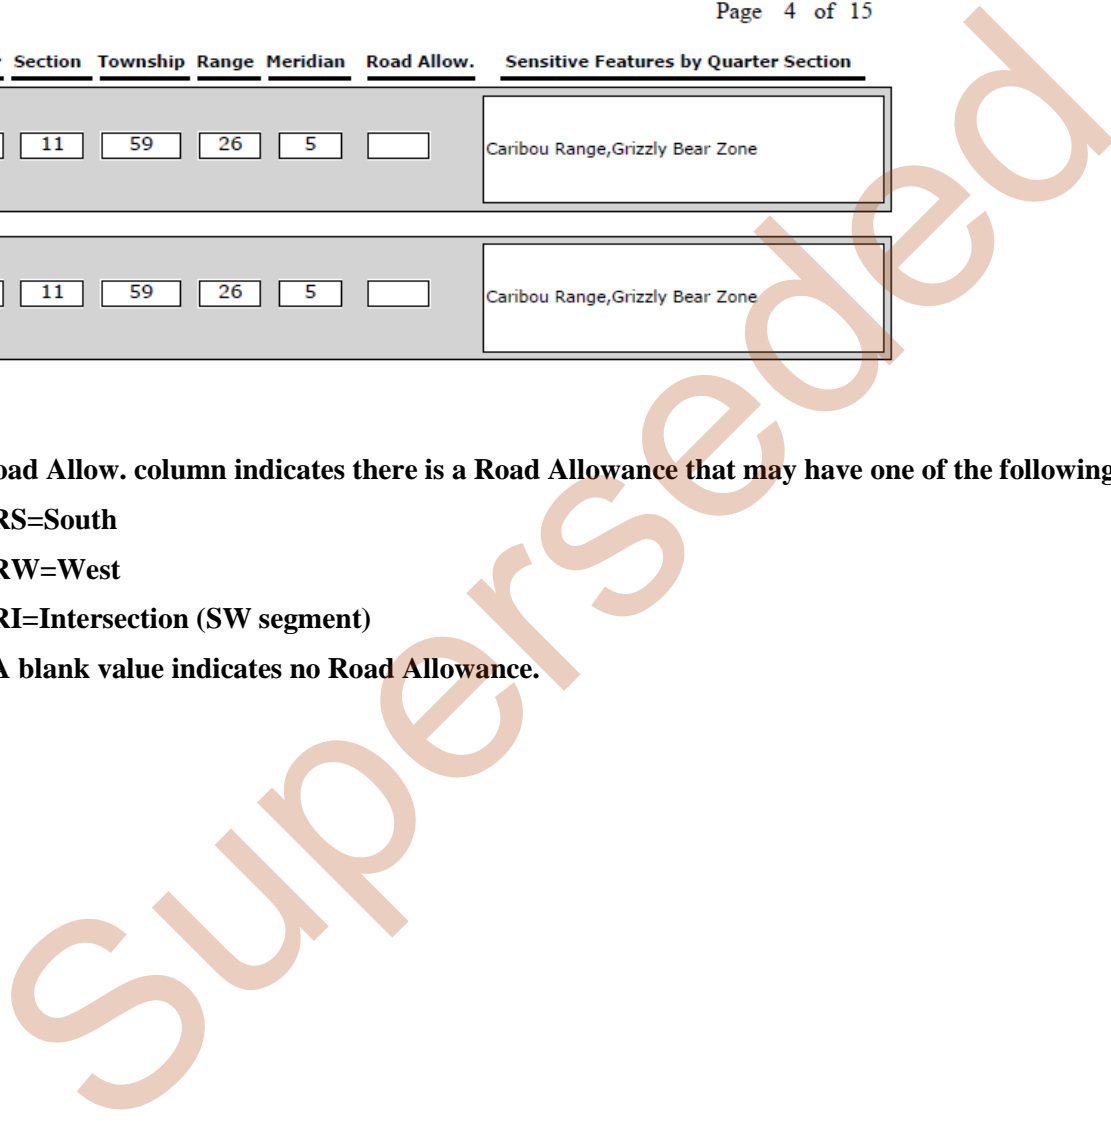 Page 4 of 15
Section Township Range Meridian Road Allow. Sensitive Features by Quarter Section
11 59 26 5 Caribou Range,Grizzly Bear Zone
11 59 26 5 Caribou Range,Grizzly Bear Zone
oad Allow. column indicates there is a Road Allowance that may have one of the following
RS=South
RW=West
RI=Intersection (SW segment)
A blank value indicates no Road Allowance.
Superseded